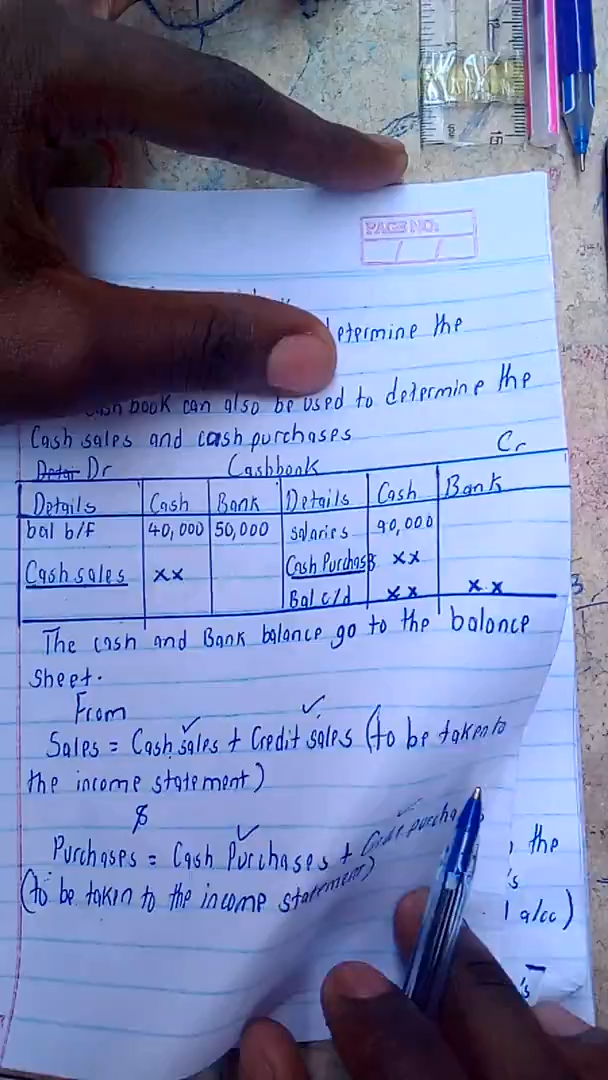 PAGE NO:
etermine the
book can also be used to determine the
Cash sales and cash purchases
Dr Cashbook Cr
Details Cash Bank Details Cash Bank
bal b/f 40,000 50,000 salaries 90,000
Cash sales xx Cash Purchases xx
Bal c/d xx xx
The cash and Bank balance go to the balance
sheet.
From
Sales = Cash sales + Credit sales (to be taken to
the income statement)
$
Purchases = Cash Purchases + Credit purcha
(to be taken to the income statement)
, the
's
1 a/cc)
's